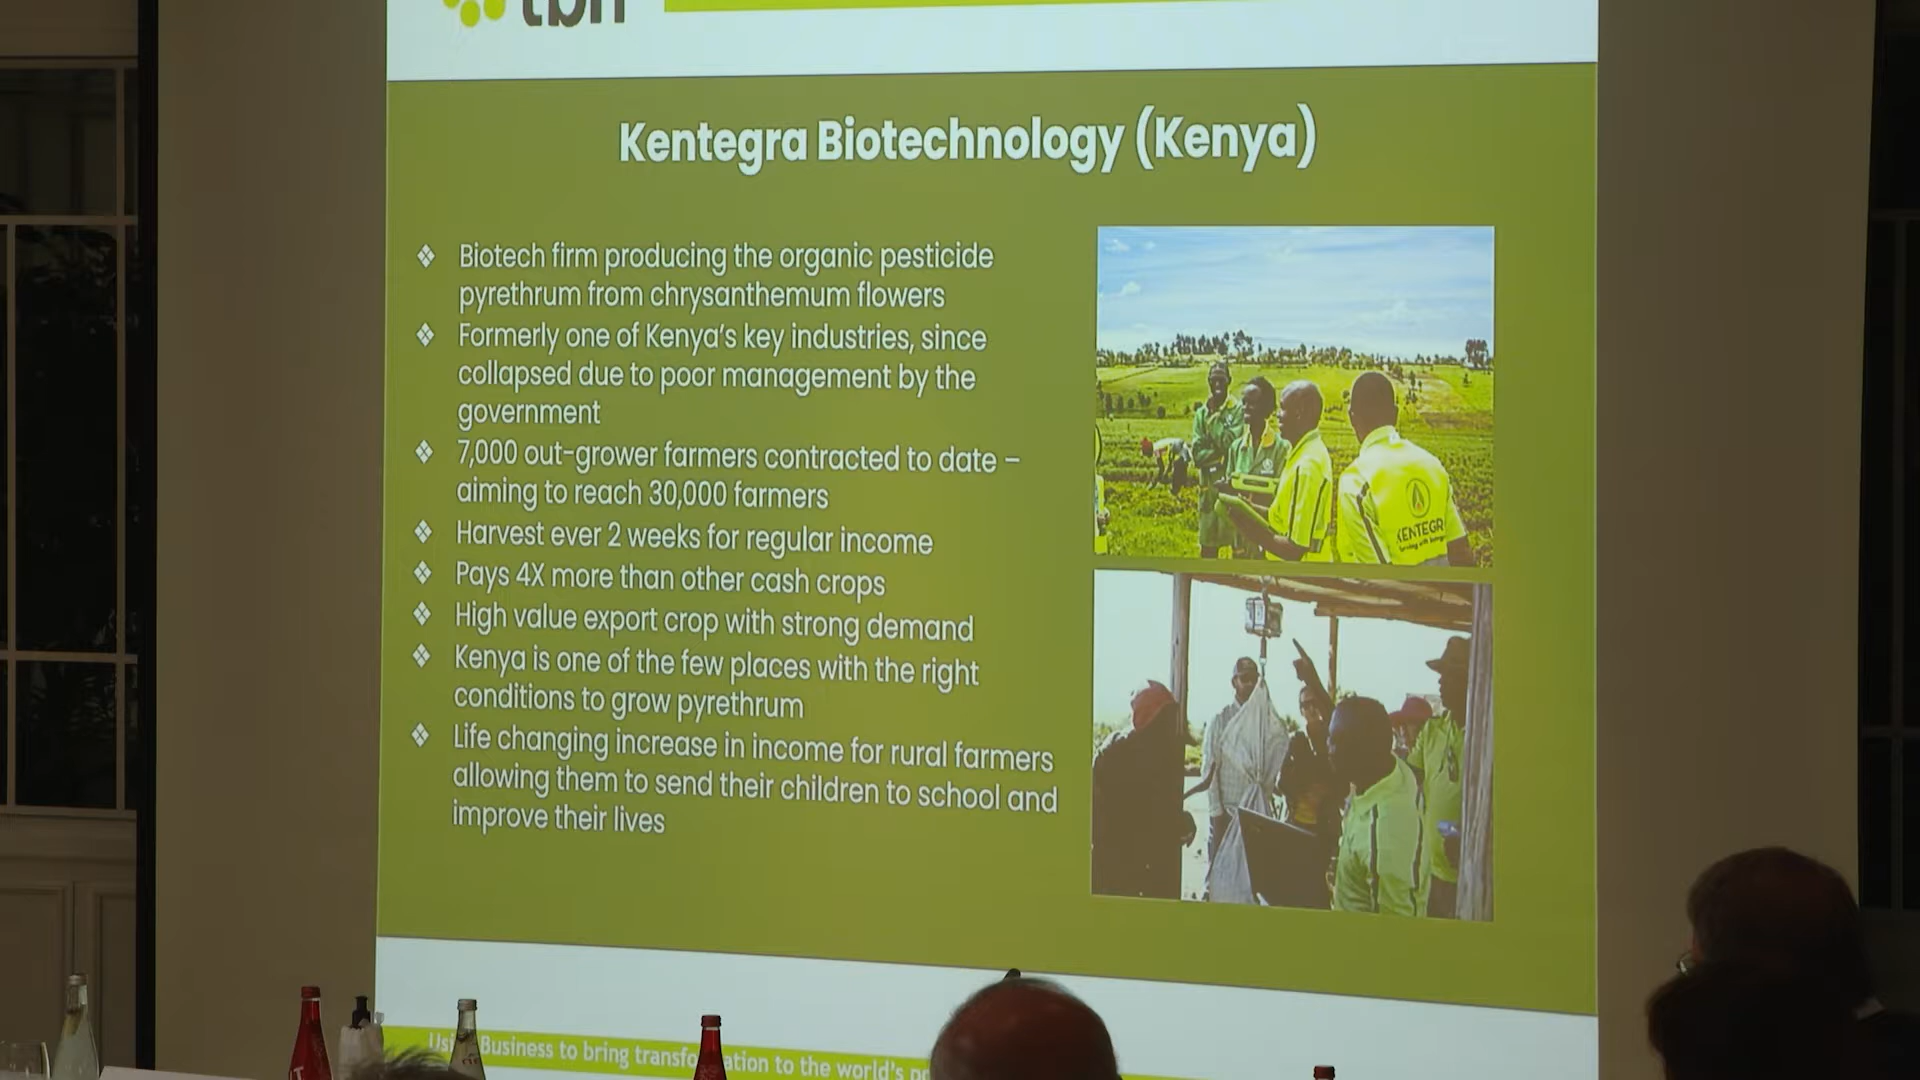 tbn
Kentegra Biotechnology (Kenya)
❖ Biotech firm producing the organic pesticide
pyrethrum from chrysanthemum flowers
❖ Formerly one of Kenya's key industries, since
collapsed due to poor management by the
government
❖ 7,000 out-grower farmers contracted to date –
aiming to reach 30,000 farmers
❖ Harvest ever 2 weeks for regular income
❖ Pays 4X more than other cash crops
❖ High value export crop with strong demand
❖ Kenya is one of the few places with the right
conditions to grow pyrethrum
❖ Life changing increase in income for rural farmers
allowing them to send their children to school and
improve their lives
KENTEGR
Business to bring to the world's